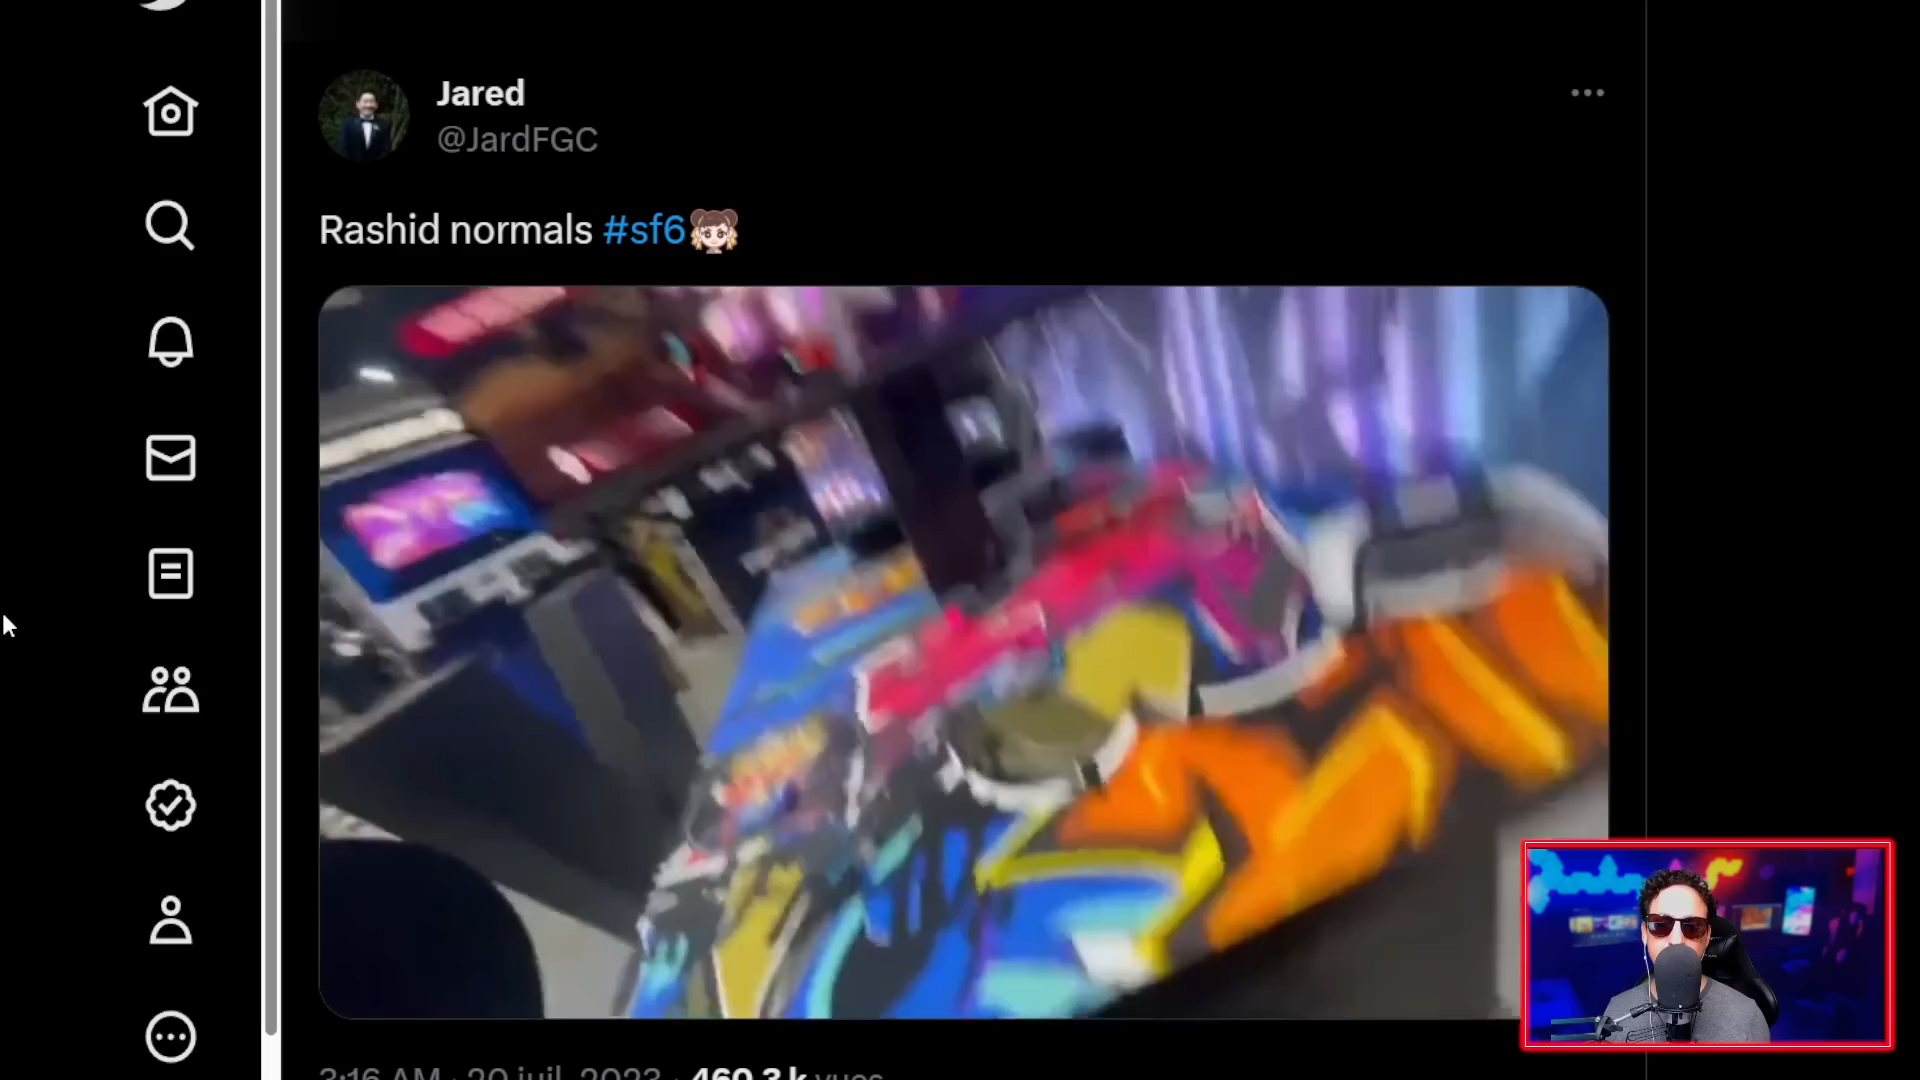 Jared
@JardFGC
Rashid normals #sf6
3:16 AM · 20 juil. 2023 · 460,3 k vues